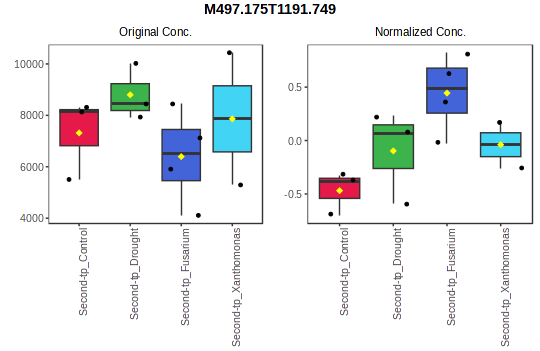 M497.175T1191.749
Original Conc.
Normalized Conc.
10000
8000
6000
4000
0.5
0.0
-0.5
Second-tp_Control
Second-tp_Drought
Second-tp_Fusarium
Second-tp_Xanthomonas
Second-tp_Control
Second-tp_Drought
Second-tp_Fusarium
Second-tp_Xanthomonas